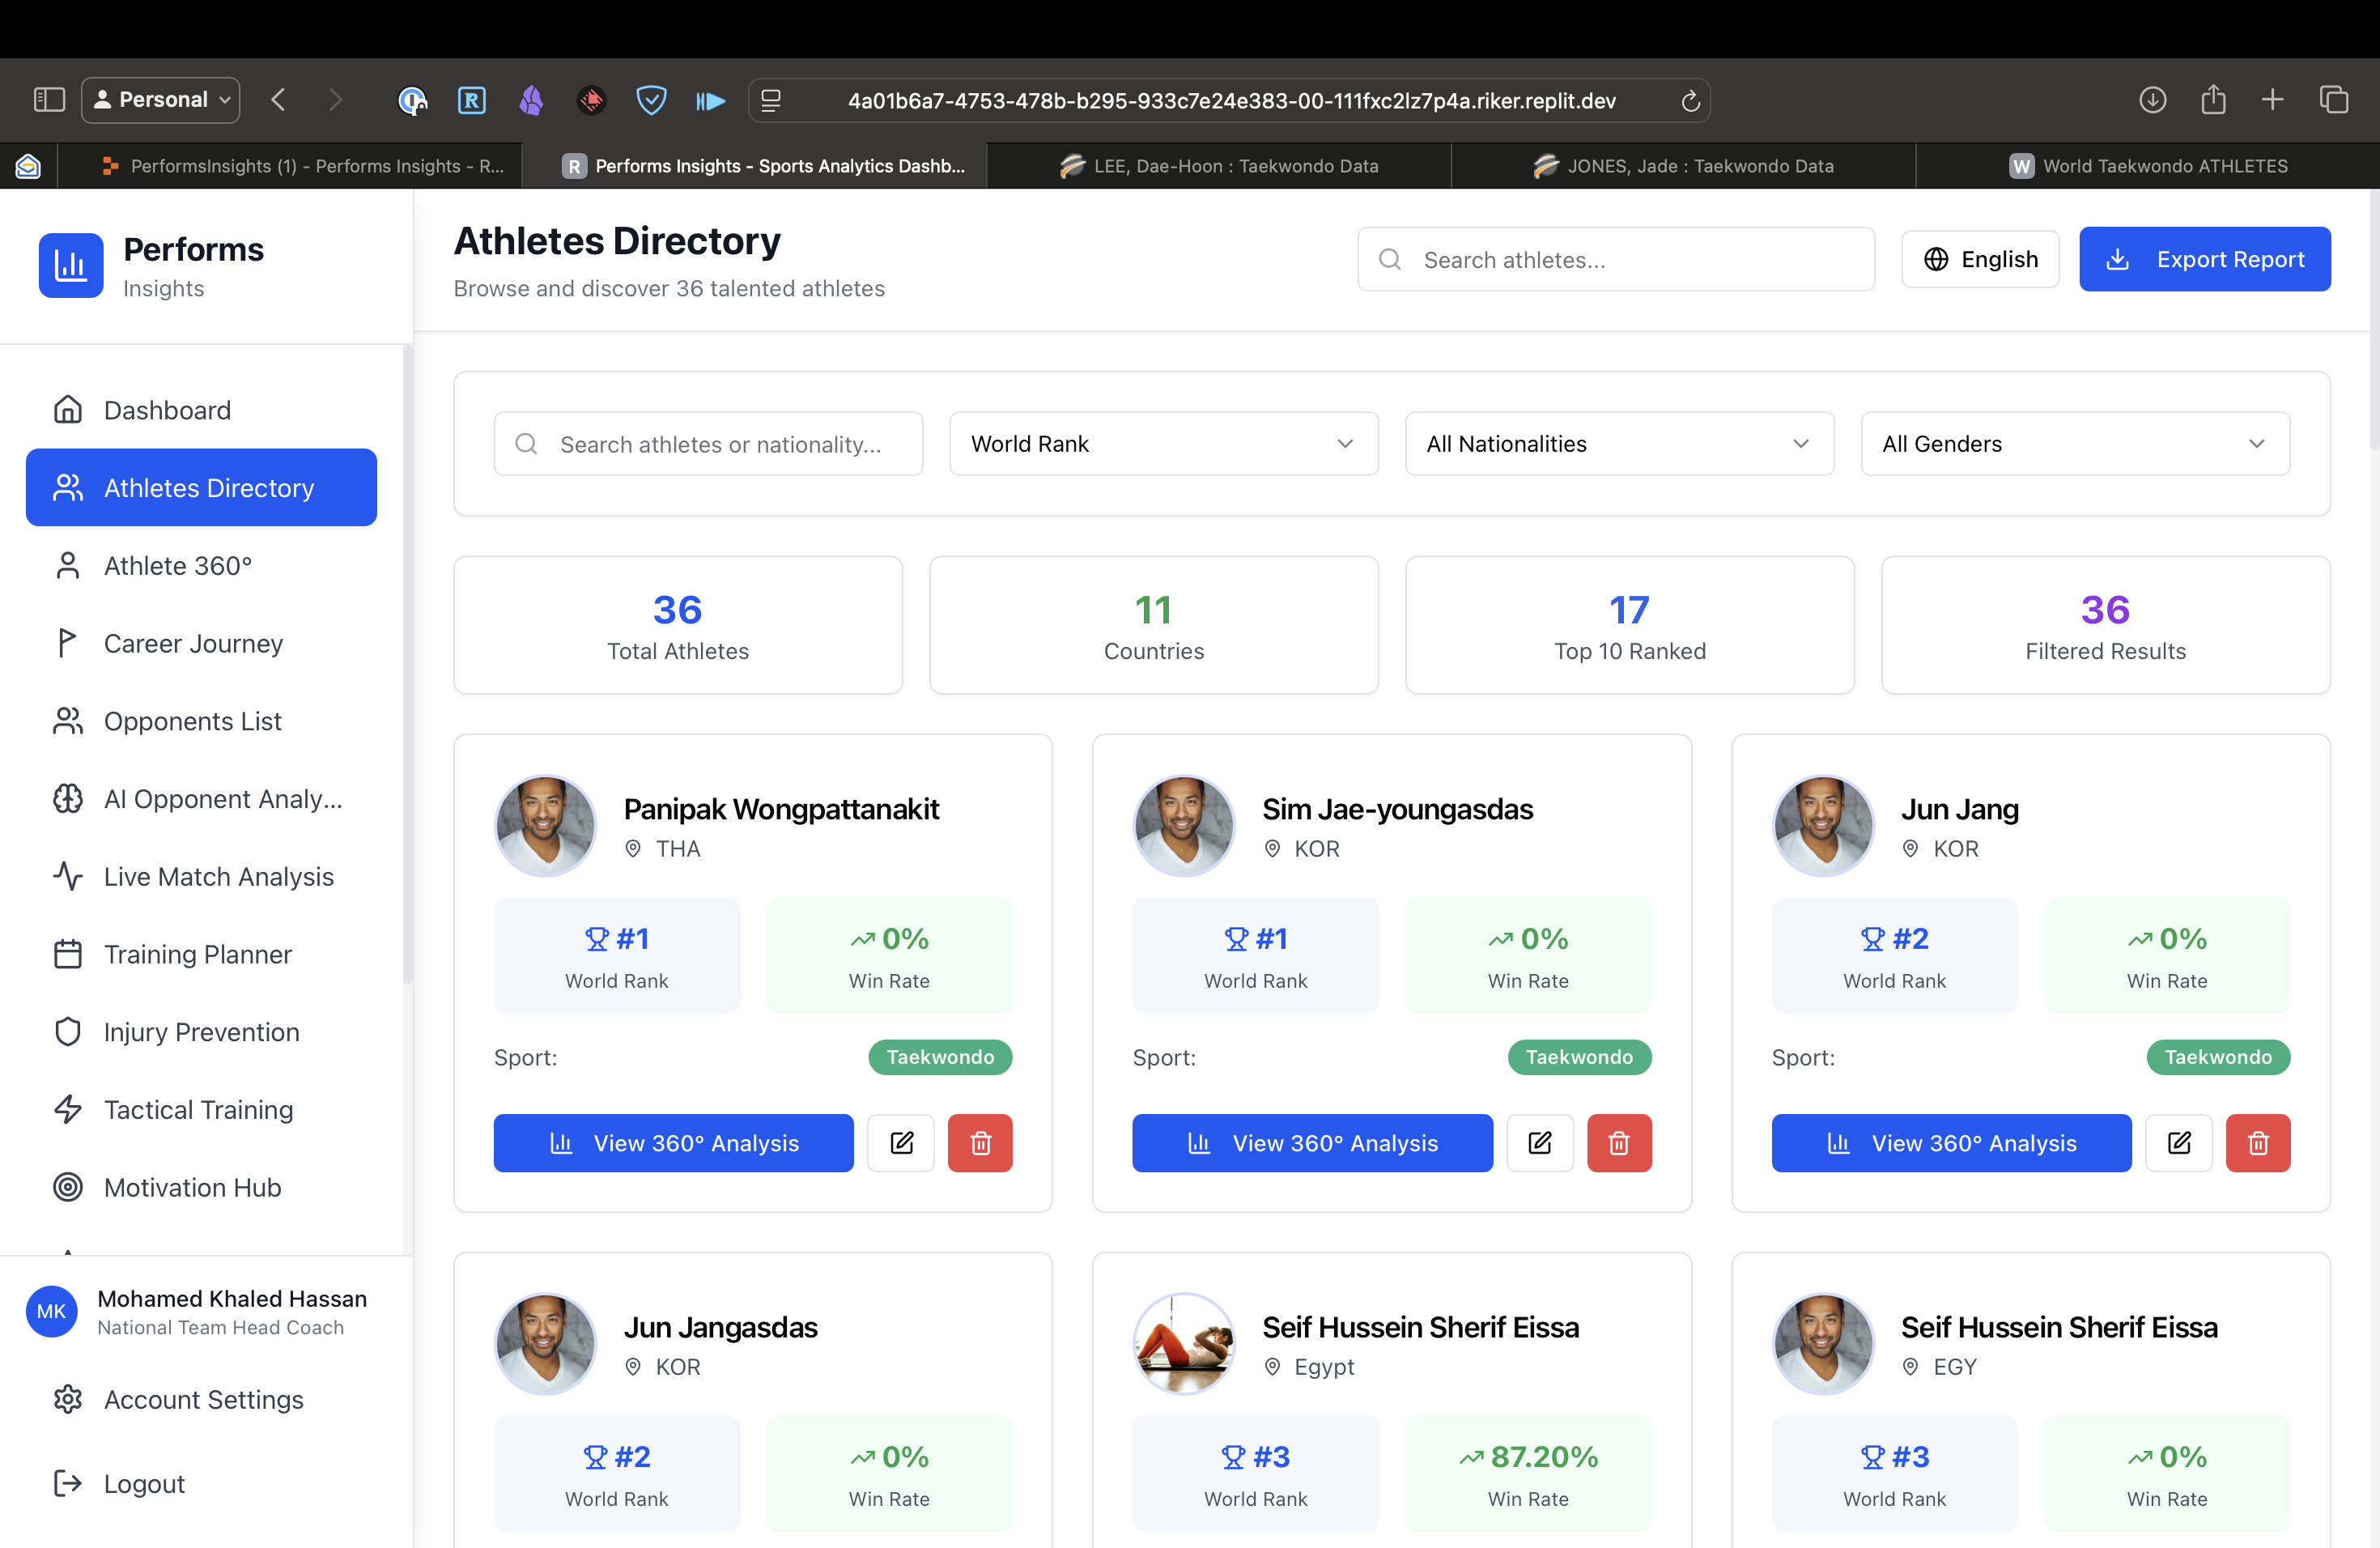 Personal
4a01b6a7-4753-478b-b295-933c7e24e383-00-111fxc2lz7p4a.riker.replit.dev
PerformsInsights (1) - Performs Insights - R...
R Performs Insights - Sports Analytics Dashb...
LEE, Dae-Hoon : Taekwondo Data
JONES, Jade : Taekwondo Data
W World Taekwondo ATHLETES
Performs
Insights
Dashboard
Athletes Directory
Athlete 360°
Career Journey
Opponents List
AI Opponent Analy...
Live Match Analysis
Training Planner
Injury Prevention
Tactical Training
Motivation Hub
MK
Mohamed Khaled Hassan
National Team Head Coach
Account Settings
Logout
Athletes Directory
Browse and discover 36 talented athletes
Search athletes...
English
Export Report
Search athletes or nationality...
World Rank
All Nationalities
All Genders
36
Total Athletes
11
Countries
17
Top 10 Ranked
36
Filtered Results
Panipak Wongpattanakit
THA
#1
World Rank
0%
Win Rate
Sport:
Taekwondo
View 360° Analysis
Sim Jae-youngasdas
KOR
#1
World Rank
0%
Win Rate
Sport:
Taekwondo
View 360° Analysis
Jun Jang
KOR
#2
World Rank
0%
Win Rate
Sport:
Taekwondo
View 360° Analysis
Jun Jangasdas
KOR
#2
World Rank
0%
Win Rate
Seif Hussein Sherif Eissa
Egypt
#3
World Rank
87.20%
Win Rate
Seif Hussein Sherif Eissa
EGY
#3
World Rank
0%
Win Rate